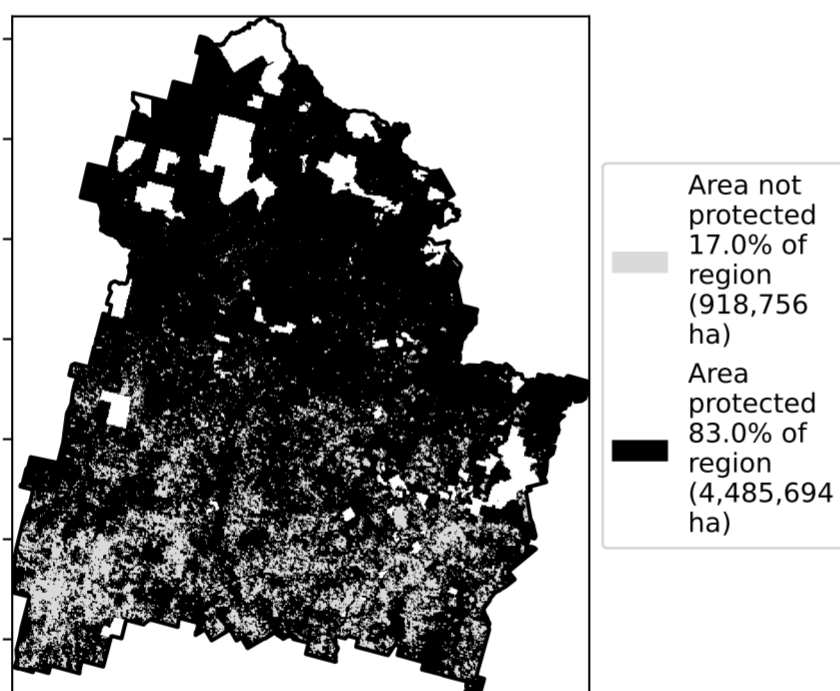 Area not
protected
17.0% of
region
(918,756
ha)
Area
protected
83.0% of
region
(4,485,694
ha)